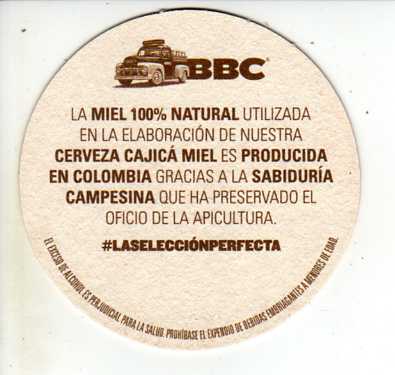 BBC
LA MIEL 100% NATURAL UTILIZADA
EN LA ELABORACIÓN DE NUESTRA
CERVEZA CAJICÁ MIEL ES PRODUCIDA
EN COLOMBIA GRACIAS A LA SABIDURÍA
CAMPESINA QUE HA PRESERVADO EL
OFICIO DE LA APICULTURA.
#LASELECCIÓNPERFECTA
EL EXCESO DE ALCOHOL ES PERJUDICIAL PARA LA SALUD. PROHÍBASE EL EXPENDIO DE BEBIDAS EMBRIAGANTES A MENORES DE EDAD.